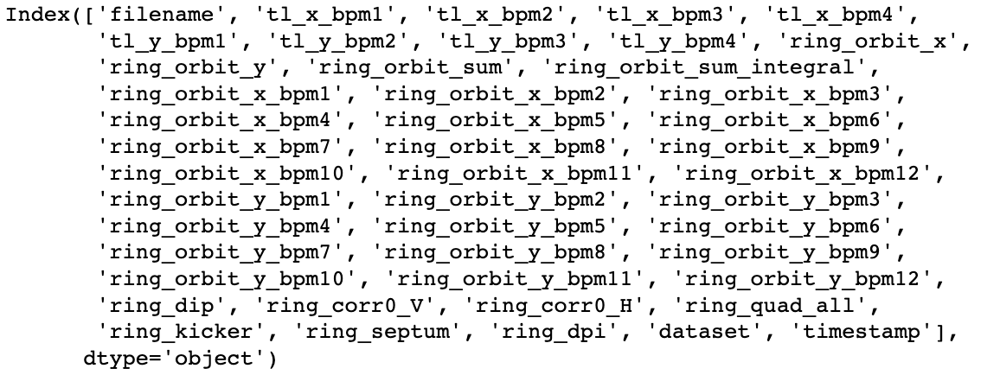 Index(['filename', 'tl_x_bpm1', 'tl_x_bpm2', 'tl_x_bpm3', 'tl_x_bpm4',
'tl_y_bpm1', 'tl_y_bpm2', 'tl_y_bpm3', 'tl_y_bpm4', 'ring_orbit_x',
'ring_orbit_y', 'ring_orbit_sum', 'ring_orbit_sum_integral',
'ring_orbit_x_bpm1', 'ring_orbit_x_bpm2', 'ring_orbit_x_bpm3',
'ring_orbit_x_bpm4', 'ring_orbit_x_bpm5', 'ring_orbit_x_bpm6',
'ring_orbit_x_bpm7', 'ring_orbit_x_bpm8', 'ring_orbit_x_bpm9',
'ring_orbit_x_bpm10', 'ring_orbit_x_bpm11', 'ring_orbit_x_bpm12',
'ring_orbit_y_bpm1', 'ring_orbit_y_bpm2', 'ring_orbit_y_bpm3',
'ring_orbit_y_bpm4', 'ring_orbit_y_bpm5', 'ring_orbit_y_bpm6',
'ring_orbit_y_bpm7', 'ring_orbit_y_bpm8', 'ring_orbit_y_bpm9',
'ring_orbit_y_bpm10', 'ring_orbit_y_bpm11', 'ring_orbit_y_bpm12',
'ring_dip', 'ring_corr0_V', 'ring_corr0_H', 'ring_quad_all',
'ring_kicker', 'ring_septum', 'ring_dpi', 'dataset', 'timestamp'],
dtype='object')